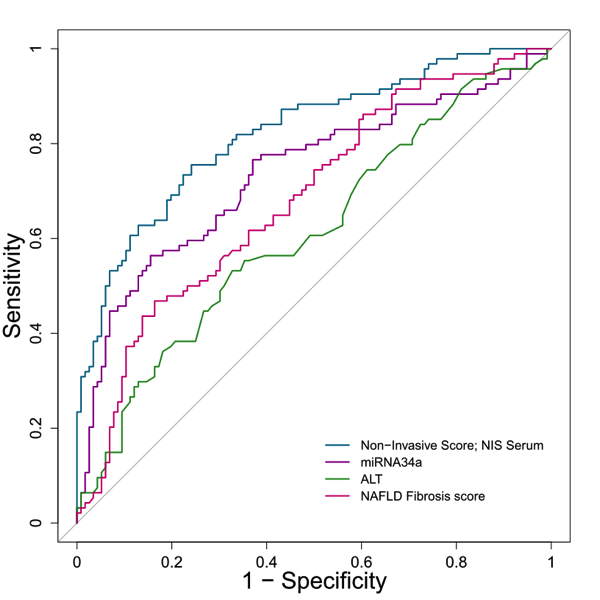 1
0.8
0.6
0.4
0.2
0
Sensitivity
Non−Invasive Score; NIS Serum
miRNA34a
ALT
NAFLD Fibrosis score
0 0.2 0.4 0.6 0.8 1
1 − Specificity